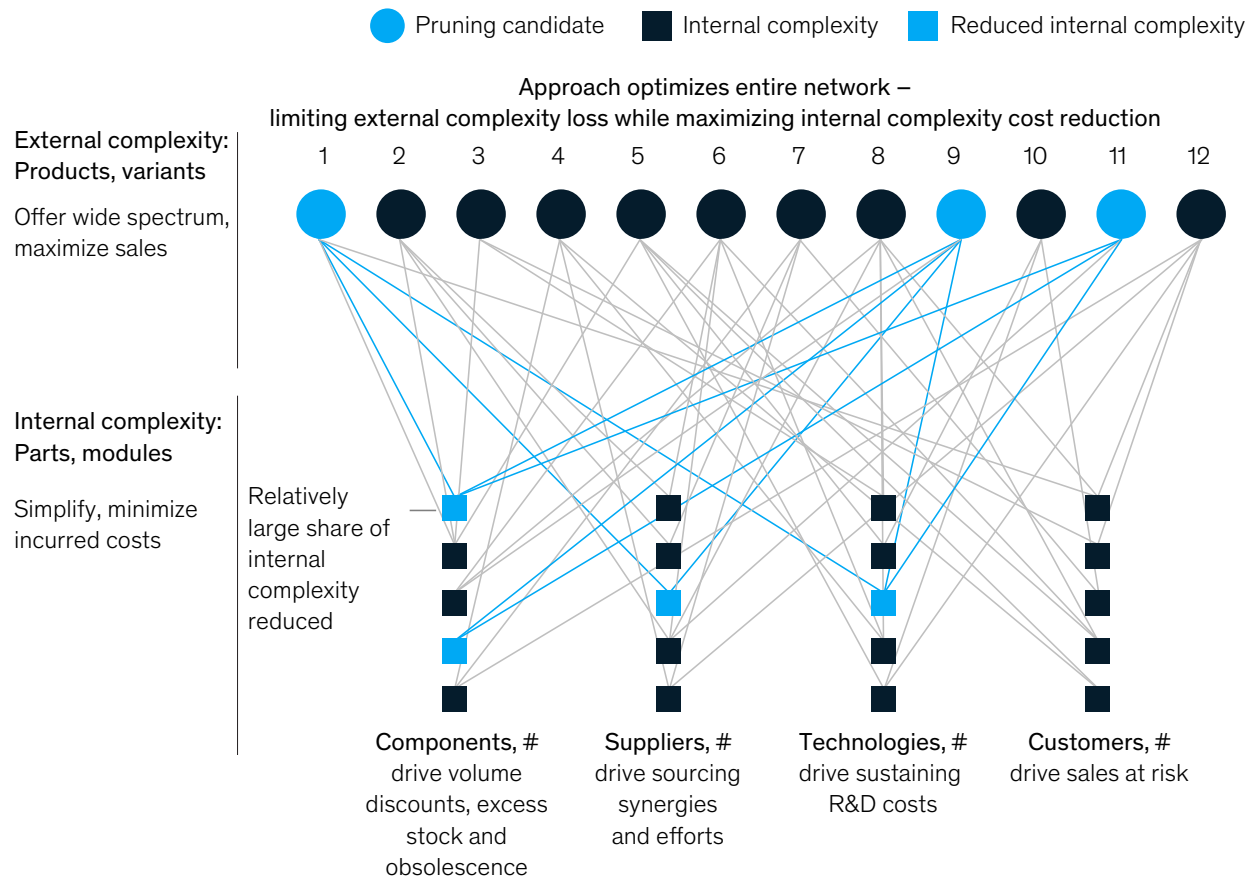 Pruning candidate
Internal complexity
Reduced internal complexity
Approach optimizes entire network –
limiting external complexity loss while maximizing internal complexity cost reduction
External complexity:
Products, variants
Offer wide spectrum,
maximize sales
1 2 3 4 5 6 7 8 9 10 11 12
Internal complexity:
Parts, modules
Simplify, minimize
incurred costs
Relatively
large share of
internal
complexity
reduced
Components, #
drive volume
discounts, excess
stock and
obsolescence
Suppliers, #
drive sourcing
synergies
and efforts
Technologies, #
drive sustaining
R&D costs
Customers, #
drive sales at risk